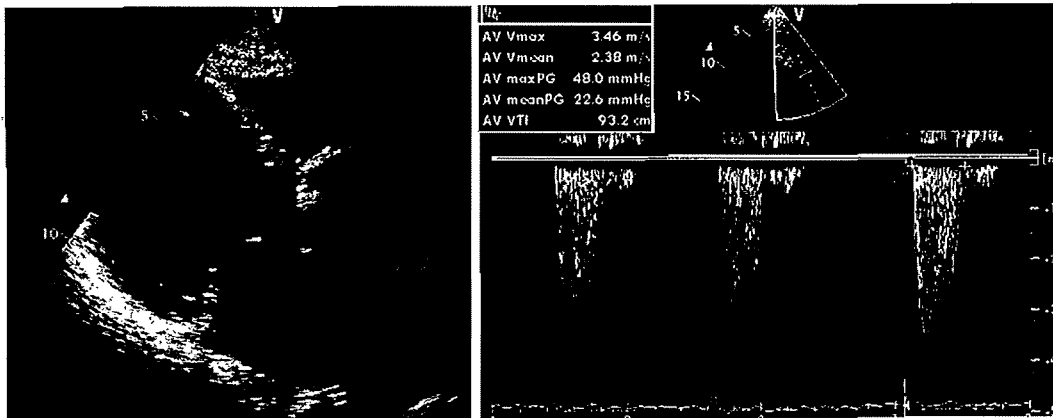 V
5
10
AV Vmax 3.46 m/s
AV Vmean 2.38 m/s
AV maxPG 48.0 mmHg
AV meanPG 22.6 mmHg
AV VTI 93.2 cm
V
5
10
15